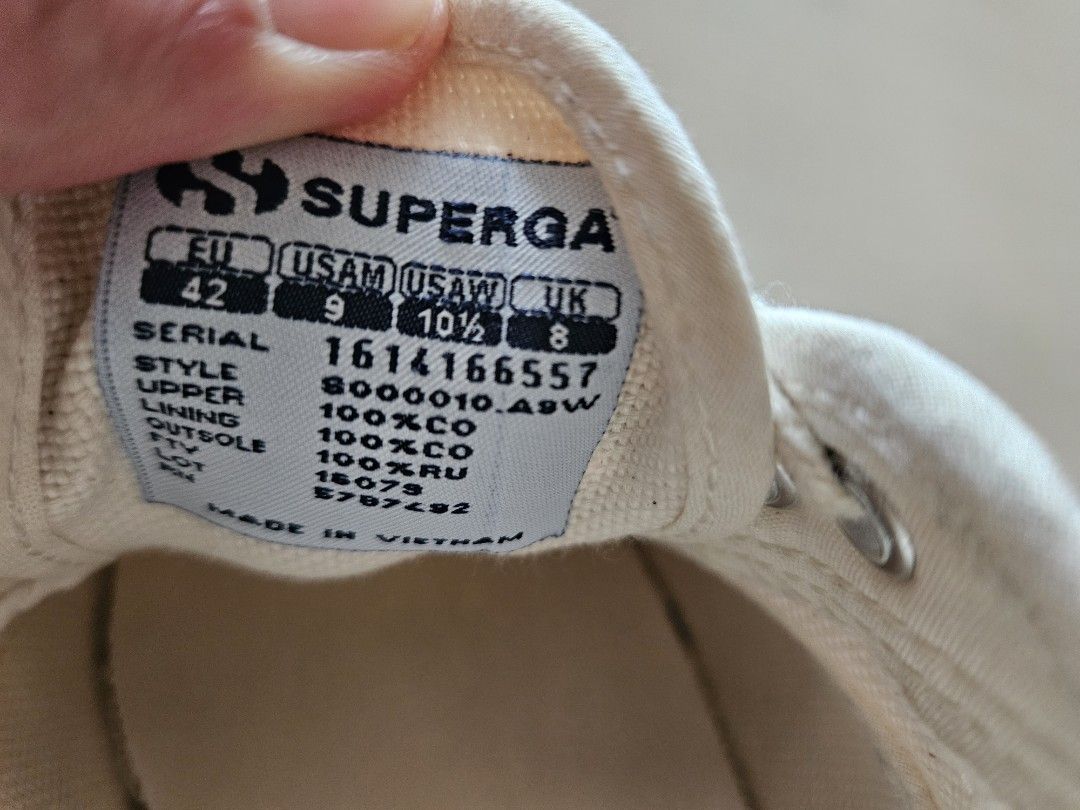 SUPERGA
EU USAM USAW UK
42 9 10½ 8
SERIAL 1614166557
STYLE S000010.A9W
UPPER 100%CO
LINING 100%CO
OUTSOLE 100%RU
FTY 15079
LOT
MADE IN VIETNAM